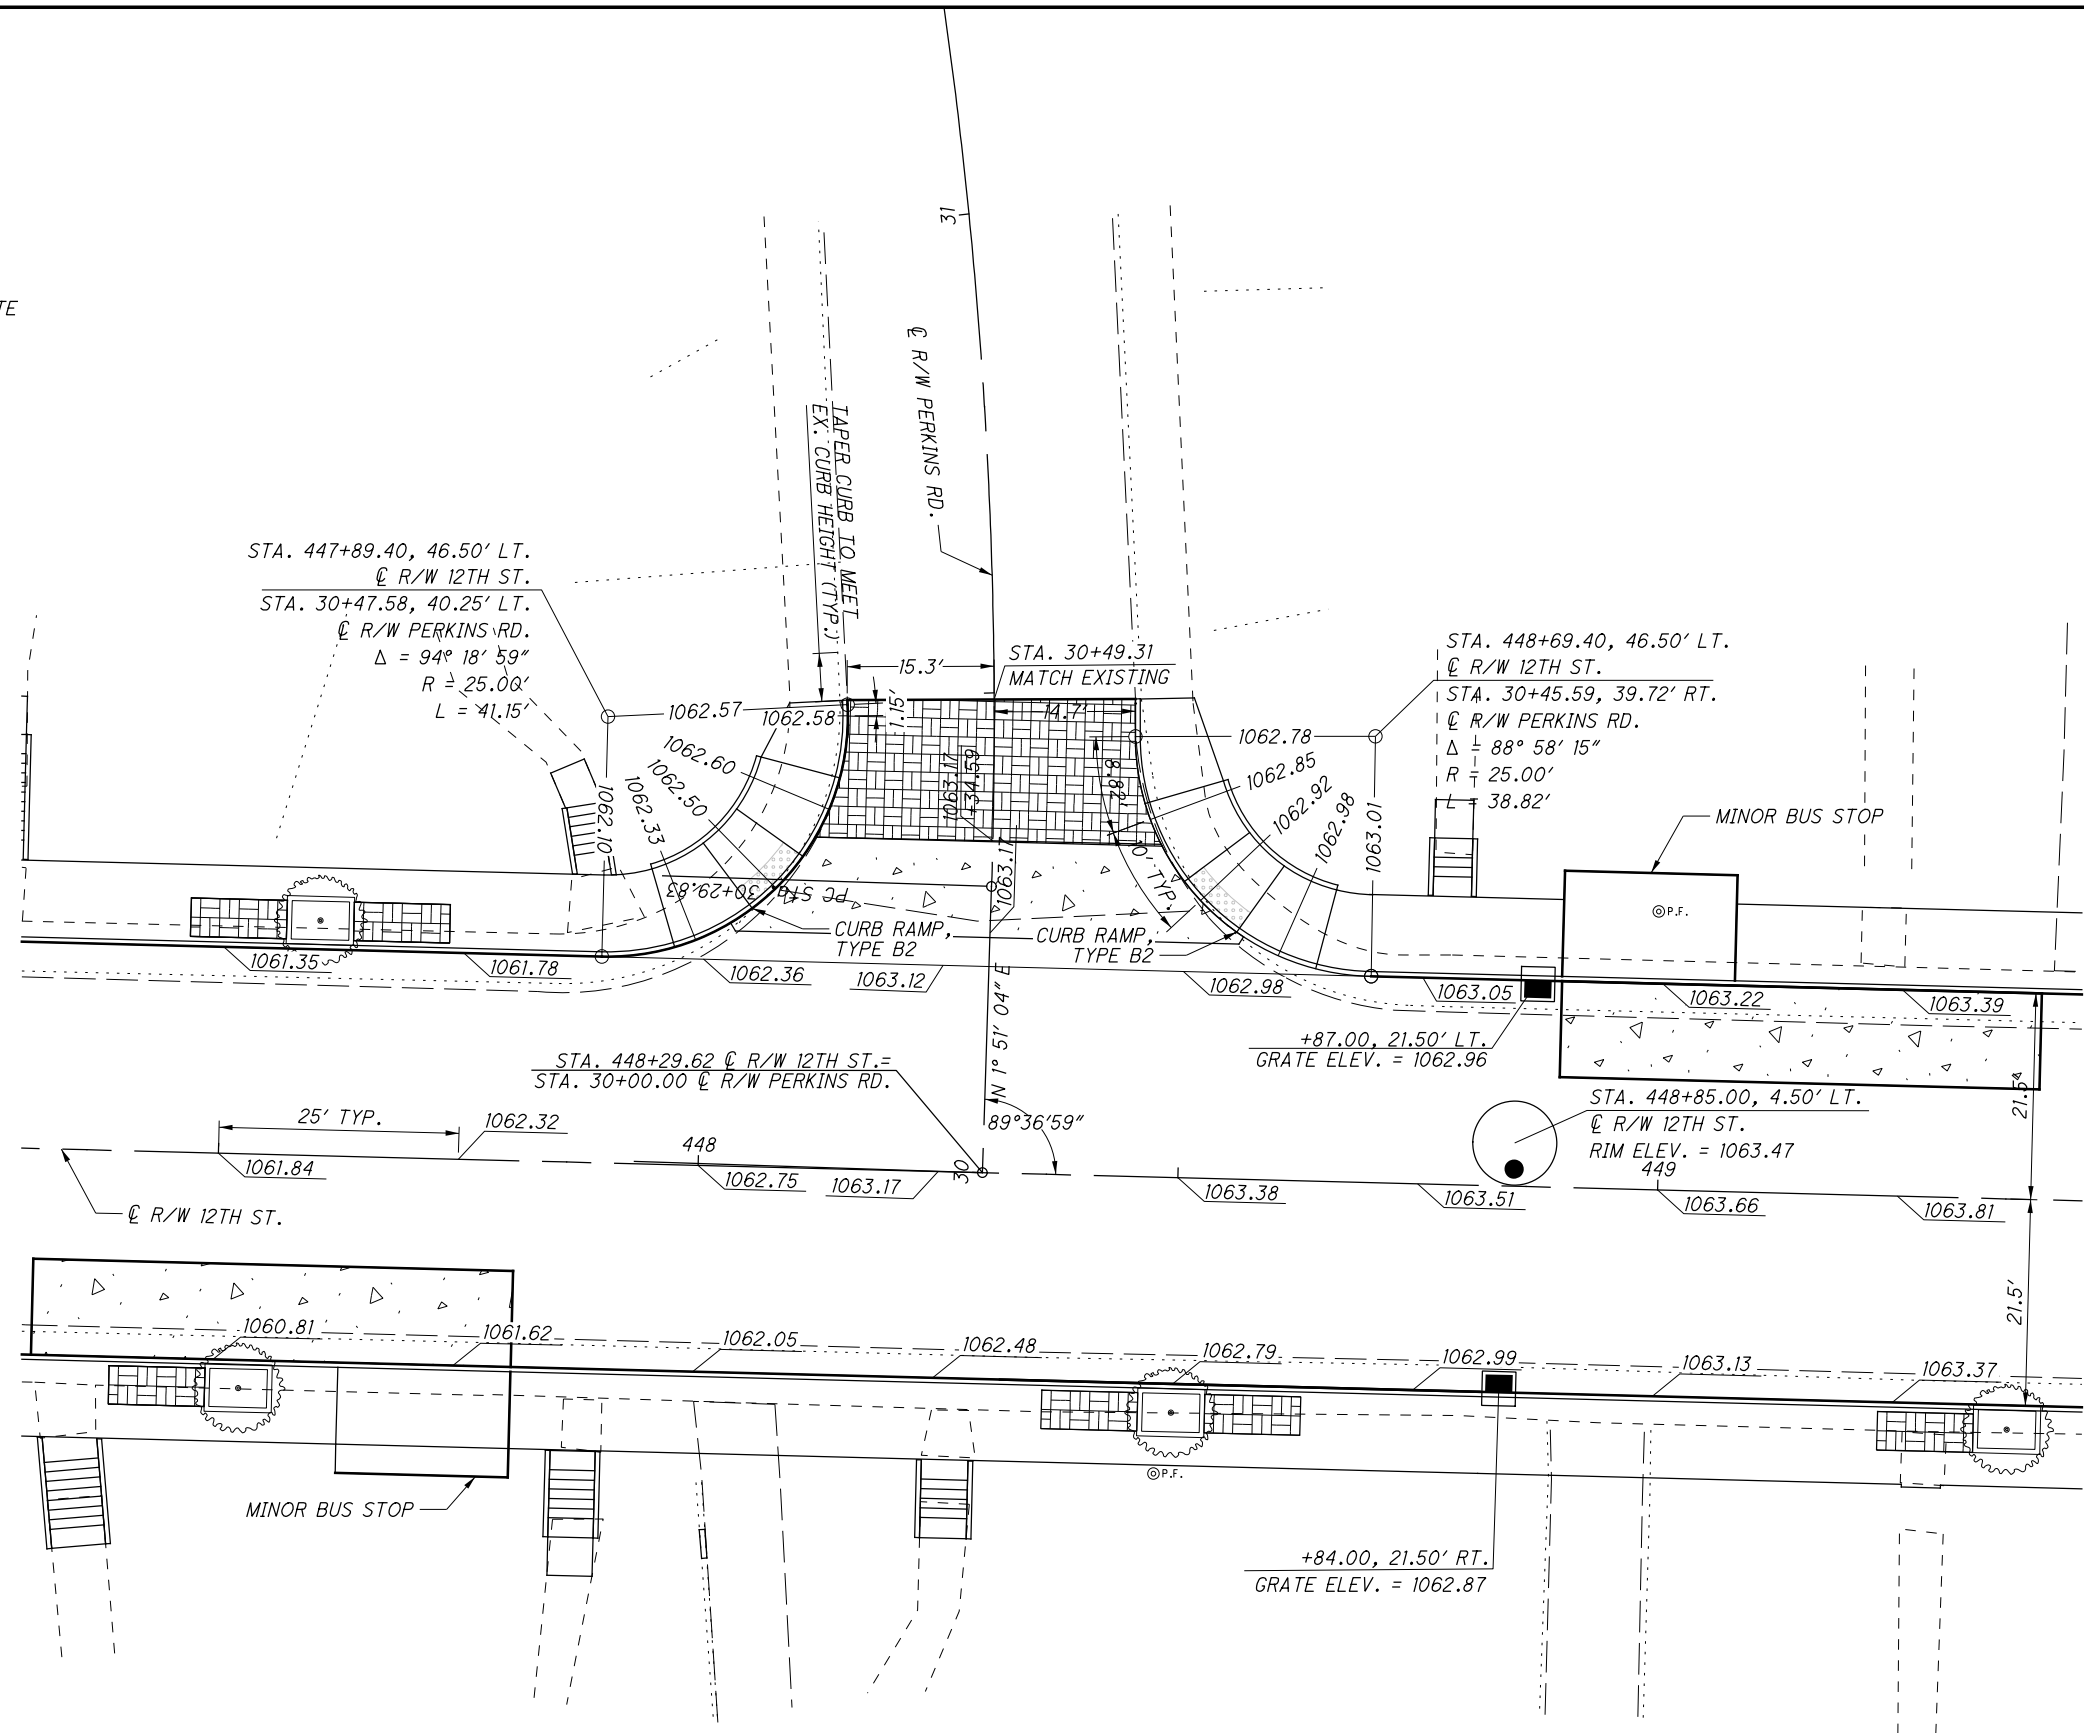 TE
31
℄ R/W PERKINS RD.
TAPER CURB TO MEET
EX. CURB HEIGHT (TYP.)
STA. 447+89.40, 46.50' LT.
℄ R/W 12TH ST.
STA. 30+47.58, 40.25' LT.
℄ R/W PERKINS RD.
Δ = 94° 18' 59"
R = 25.00'
L = 41.15'
STA. 448+69.40, 46.50' LT.
℄ R/W 12TH ST.
STA. 30+45.59, 39.72' RT.
℄ R/W PERKINS RD.
Δ = 88° 58' 15"
R = 25.00'
L = 38.82'
15.3'
STA. 30+49.31
MATCH EXISTING
1062.57
1062.58
1.15'
14.7'
1062.78
1062.60
1062.50
1062.33
1062.10
1063.17
+34.59
28.8'
1062.85
1062.92
1062.98
1063.01
MINOR BUS STOP
P.F.
10' TYP.
PC STA. 30+29.83
1063.17
CURB RAMP,
TYPE B2
CURB RAMP,
TYPE B2
1061.35
1061.78
1062.36
1063.12
1062.98
1063.05
1063.22
1063.39
N 1° 51' 04" E
+87.00, 21.50' LT.
GRATE ELEV. = 1062.96
STA. 448+29.62 ℄ R/W 12TH ST.=
STA. 30+00.00 ℄ R/W PERKINS RD.
89°36'59"
STA. 448+85.00, 4.50' LT.
℄ R/W 12TH ST.
RIM ELEV. = 1063.47
21.5'
25' TYP.
1062.32
448
449
30
1061.84
1062.75
1063.17
1063.38
1063.51
1063.66
1063.81
℄ R/W 12TH ST.
21.5'
1060.81
1061.62
1062.05
1062.48
1062.79
1062.99
1063.13
1063.37
P.F.
MINOR BUS STOP
+84.00, 21.50' RT.
GRATE ELEV. = 1062.87